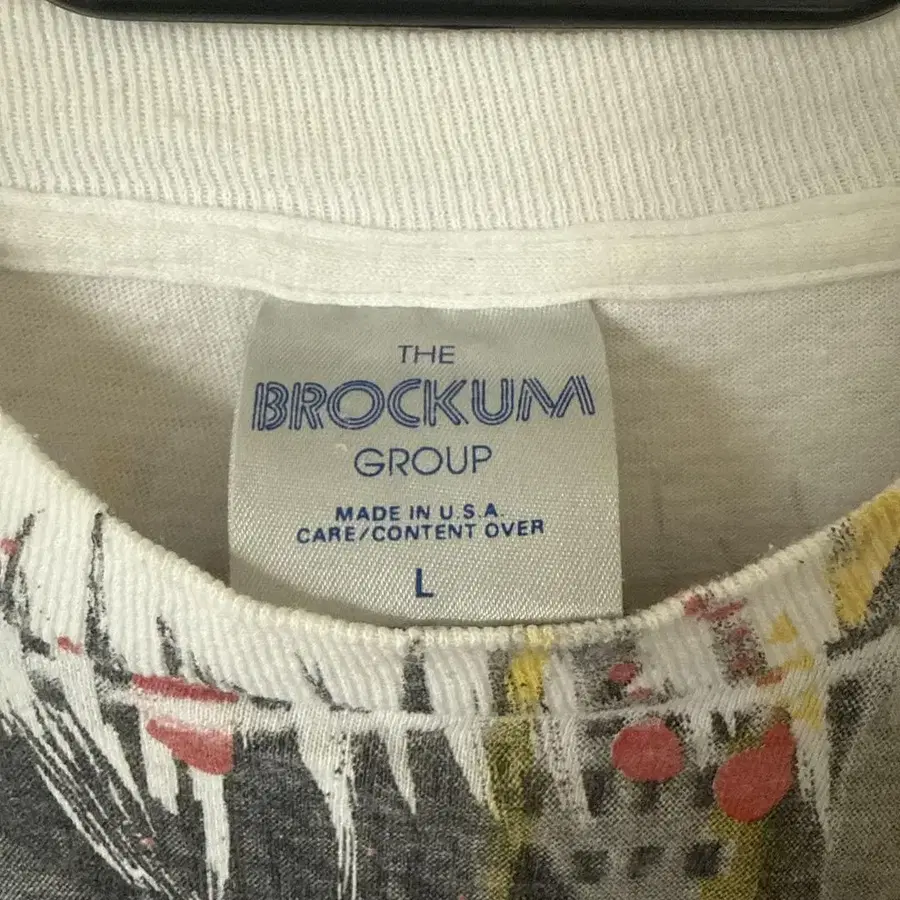 THE
BROCKUM
GROUP
MADE IN U.S.A.
CARE/CONTENT OVER
L